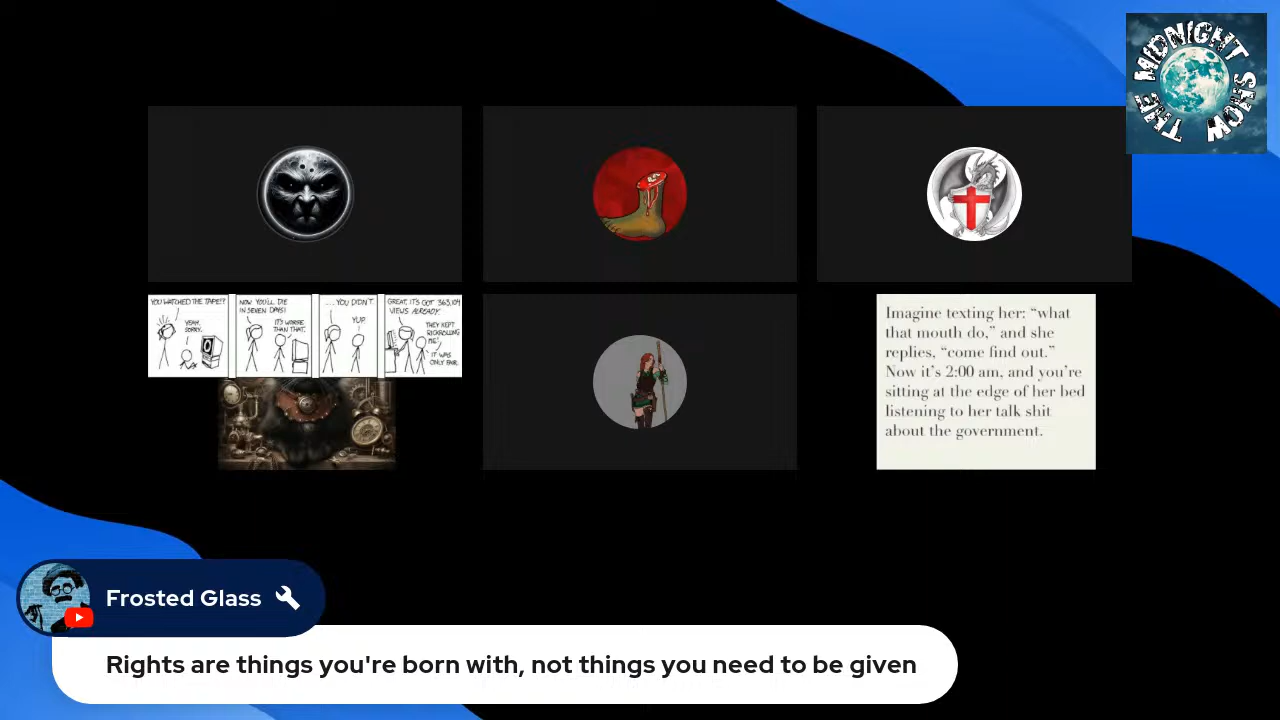 THE MIDNIGHT SHOW
YOU WATCHED THE TAPE!?
YEAH,
SORRY.
NOW YOU'LL DIE
IN SEVEN DAYS!
IT'S WORSE
THAN THAT.
... YOU DIDN'T.
YUP.
GREAT, IT'S GOT 363,104
VIEWS ALREADY.
THEY KEPT
RICKROLLING
ME!
IT WAS
ONLY FAIR.
Imagine texting her: “what
that mouth do,” and she
replies, “come find out.”
Now it’s 2:00 am, and you’re
sitting at the edge of her bed
listening to her talk shit
about the government.
Frosted Glass
Rights are things you're born with, not things you need to be given